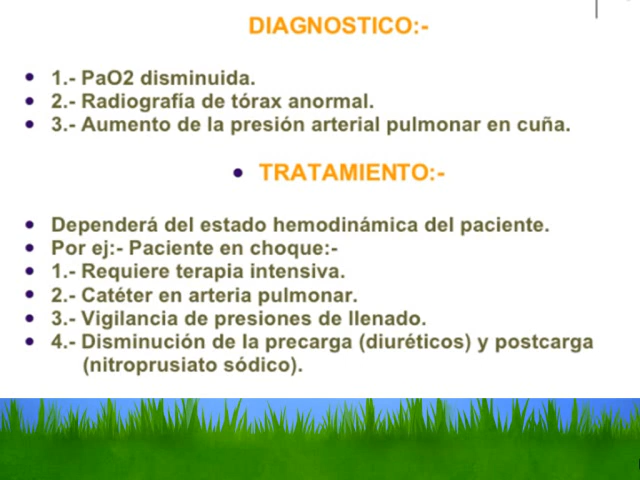 DIAGNOSTICO:-
• 1.- PaO2 disminuida.
• 2.- Radiografía de tórax anormal.
• 3.- Aumento de la presión arterial pulmonar en cuña.
• TRATAMIENTO:-
• Dependerá del estado hemodinámica del paciente.
• Por ej:- Paciente en choque:-
• 1.- Requiere terapia intensiva.
• 2.- Catéter en arteria pulmonar.
• 3.- Vigilancia de presiones de llenado.
• 4.- Disminución de la precarga (diuréticos) y postcarga
(nitroprusiato sódico).